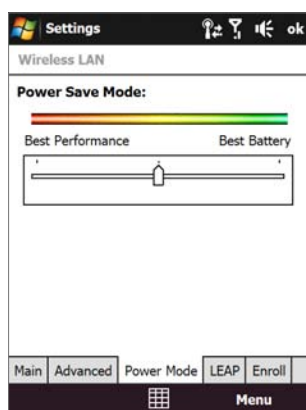 Settings ok
Wireless LAN
Power Save Mode:
Best Performance Best Battery
Main Advanced Power Mode LEAP Enroll
Menu